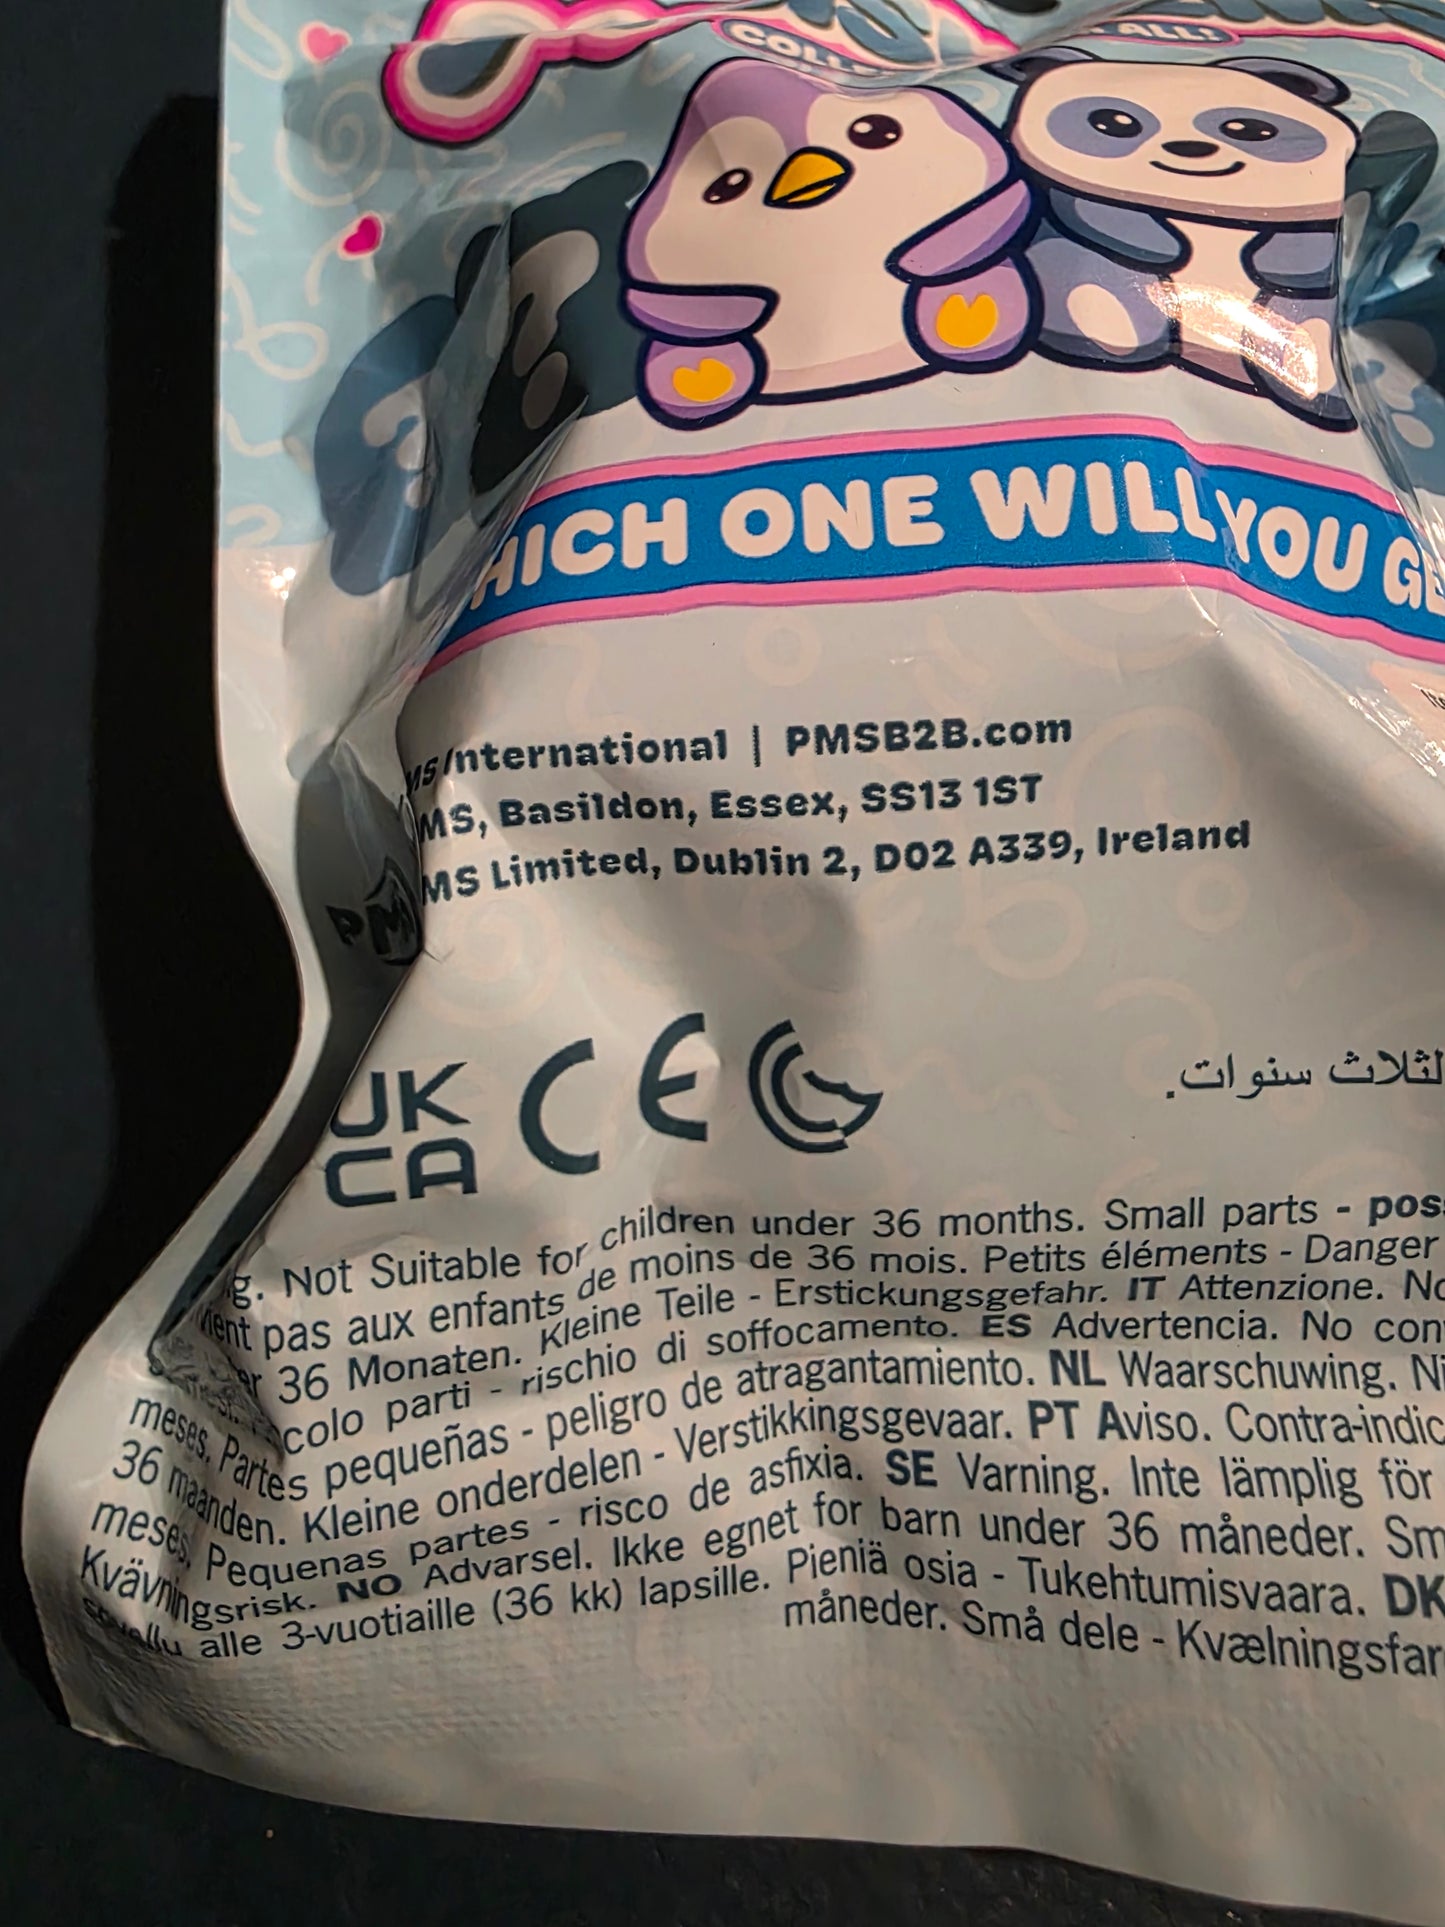 ALL!
ONE WILL YOU
International | PMSB2B.com
Basildon, Essex, SS13 1ST
Limited, Dublin 2, D02 A339, Ireland
UK
CA
CE
لثلاث سنوات.
Not Suitable for children under 36 months. Small parts -
pas aux enfants de moins de 36 mois. Petits éléments - Danger
36 Monaten. Kleine Teile - Erstickungsgefahr. IT Attenzione.
parti - rischio di soffocamento. ES Advertencia. No
meses. Partes pequeñas - peligro de atragantamiento. NL Waarschuwing.
36 maanden. Kleine onderdelen - Verstikkingsgevaar. PT Aviso.
meses. Pequenas partes - risco de asfixia. SE Varning. Inte lämplig för
Kvävningsrisk. NO Advarsel. Ikke egnet for barn under 36 måneder.
alle 3-vuotiaille (36 kk) lapsille. Pieniä osia - Tukehtumisvaara. DK
måneder. Små dele -